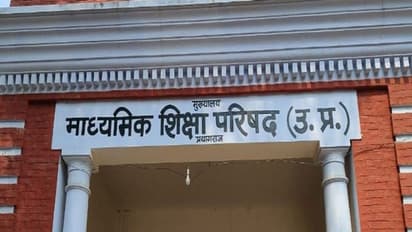 मुख्यालय
माध्यमिक शिक्षा परिषद (उ. प्र.)
प्रयागराज